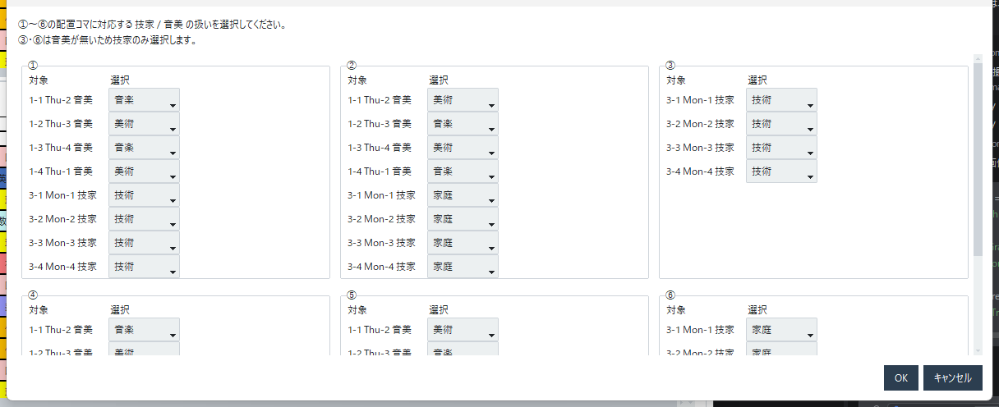 ①～⑥の配置コマに対応する 技家 / 音美 の扱いを選択してください。
③・⑥は音美が無いため技家のみ選択します。
①
対象 選択
1-1 Thu-2 音美 音楽
1-2 Thu-3 音美 美術
1-3 Thu-4 音美 音楽
1-4 Thu-1 音美 美術
3-1 Mon-1 技家 技術
3-2 Mon-2 技家 技術
3-3 Mon-3 技家 技術
3-4 Mon-4 技家 技術
②
対象 選択
1-1 Thu-2 音美 美術
1-2 Thu-3 音美 音楽
1-3 Thu-4 音美 美術
1-4 Thu-1 音美 音楽
3-1 Mon-1 技家 家庭
3-2 Mon-2 技家 家庭
3-3 Mon-3 技家 家庭
3-4 Mon-4 技家 家庭
③
対象 選択
3-1 Mon-1 技家 技術
3-2 Mon-2 技家 技術
3-3 Mon-3 技家 技術
3-4 Mon-4 技家 技術
④
対象 選択
1-1 Thu-2 音美 音楽
1-2 Thu-3 音美 美術
⑤
対象 選択
1-1 Thu-2 音美 美術
1-2 Thu-3 音美 音楽
⑥
対象 選択
3-1 Mon-1 技家 家庭
3-2 Mon-2 技家 家庭
OK キャンセル